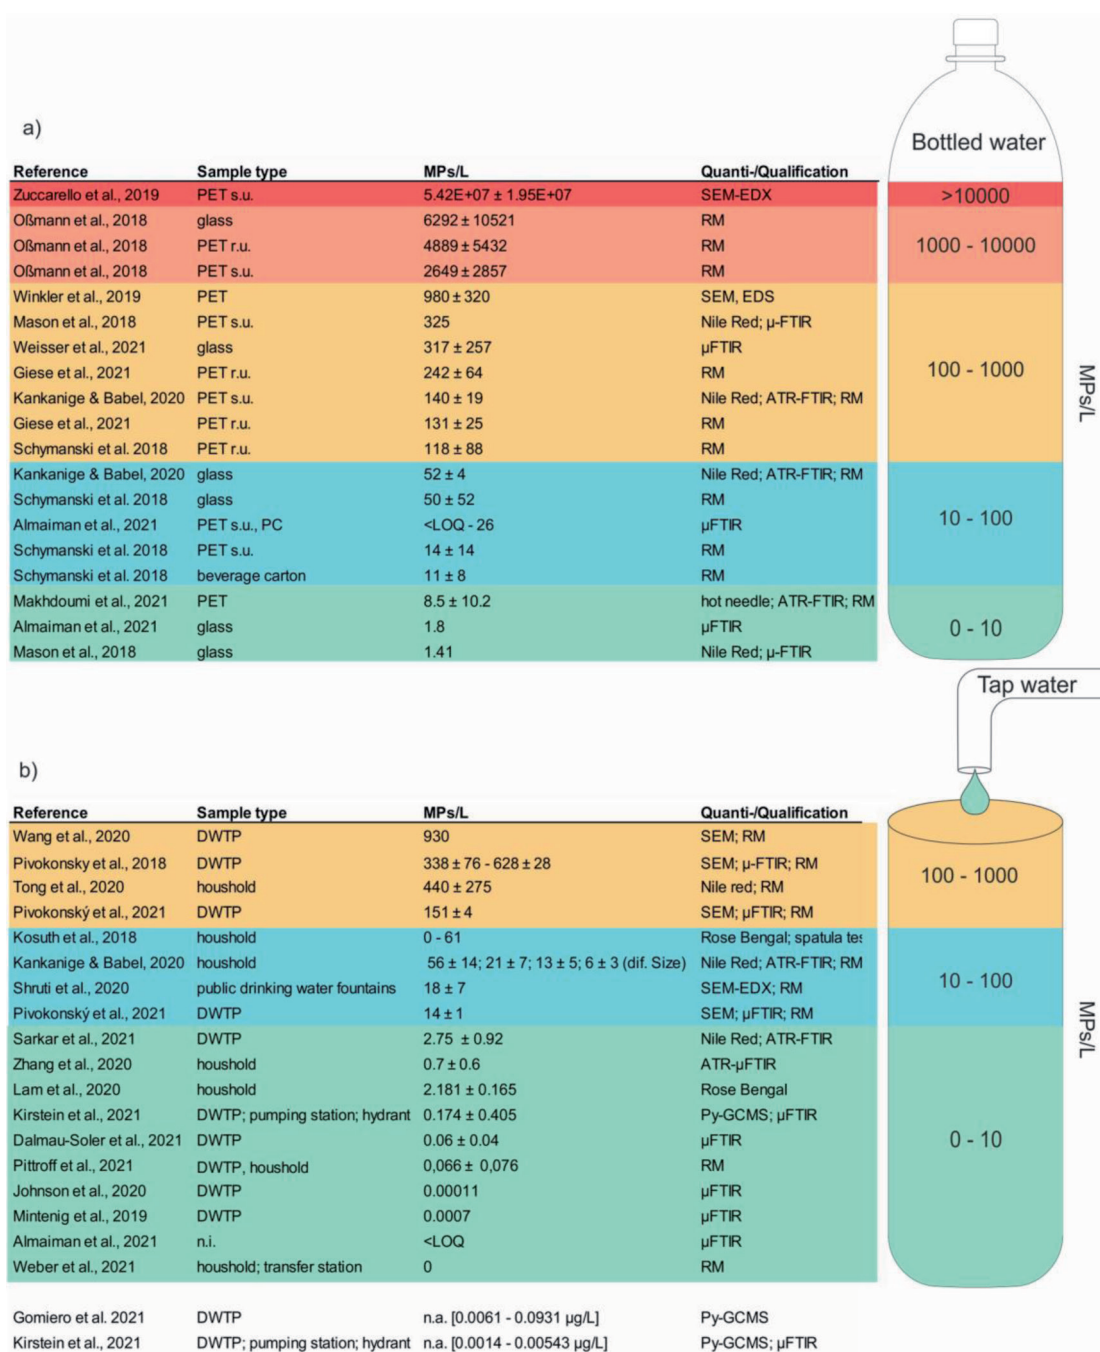 a)
Bottled water
Reference Sample type MPs/L Quanti-/Qualification
Zuccarello et al., 2019 PET s.u. 5.42E+07 ± 1.95E+07 SEM-EDX
>10000
Oßmann et al., 2018 glass 6292 ± 10521 RM
Oßmann et al., 2018 PET r.u. 4889 ± 5432 RM
1000 - 10000
Oßmann et al., 2018 PET s.u. 2649 ± 2857 RM
Winkler et al., 2019 PET 980 ± 320 SEM, EDS
Mason et al., 2018 PET s.u. 325 Nile Red; µ-FTIR
Weisser et al., 2021 glass 317 ± 257 µFTIR
Giese et al., 2021 PET r.u. 242 ± 64 RM
100 - 1000
MPs/L
Kankanige & Babel, 2020 PET s.u. 140 ± 19 Nile Red; ATR-FTIR; RM
Giese et al., 2021 PET r.u. 131 ± 25 RM
Schymanski et al. 2018 PET r.u. 118 ± 88 RM
Kankanige & Babel, 2020 glass 52 ± 4 Nile Red; ATR-FTIR; RM
Schymanski et al. 2018 glass 50 ± 52 RM
Almaiman et al., 2021 PET s.u., PC <LOQ - 26 µFTIR
10 - 100
Schymanski et al. 2018 PET s.u. 14 ± 14 RM
Schymanski et al. 2018 beverage carton 11 ± 8 RM
Makhdoumi et al., 2021 PET 8.5 ± 10.2 hot needle; ATR-FTIR; RM
Almaiman et al., 2021 glass 1.8 µFTIR
0 - 10
Mason et al., 2018 glass 1.41 Nile Red; µ-FTIR
Tap water
b)
Reference Sample type MPs/L Quanti-/Qualification
Wang et al., 2020 DWTP 930 SEM; RM
Pivokonsky et al., 2018 DWTP 338 ± 76 - 628 ± 28 SEM; µ-FTIR; RM
100 - 1000
Tong et al., 2020 houshold 440 ± 275 Nile red; RM
Pivokonský et al., 2021 DWTP 151 ± 4 SEM; µFTIR; RM
Kosuth et al., 2018 houshold 0 - 61 Rose Bengal; spatula tes
Kankanige & Babel, 2020 houshold 56 ± 14; 21 ± 7; 13 ± 5; 6 ± 3 (dif. Size) Nile Red; ATR-FTIR; RM
10 - 100
Shruti et al., 2020 public drinking water fountains 18 ± 7 SEM-EDX; RM
Pivokonský et al., 2021 DWTP 14 ± 1 SEM; µFTIR; RM
MPs/L
Sarkar et al., 2021 DWTP 2.75 ± 0.92 Nile Red; ATR-FTIR
Zhang et al., 2020 houshold 0.7 ± 0.6 ATR-µFTIR
Lam et al., 2020 houshold 2.181 ± 0.165 Rose Bengal
Kirstein et al., 2021 DWTP; pumping station; hydrant 0.174 ± 0.405 Py-GCMS; µFTIR
Dalmau-Soler et al., 2021 DWTP 0.06 ± 0.04 µFTIR
0 - 10
Pittroff et al., 2021 DWTP, houshold 0,066 ± 0,076 RM
Johnson et al., 2020 DWTP 0.00011 µFTIR
Mintenig et al., 2019 DWTP 0.0007 µFTIR
Almaiman et al., 2021 n.i. <LOQ µFTIR
Weber et al., 2021 houshold; transfer station 0 RM
Gomiero et al. 2021 DWTP n.a. [0.0061 - 0.0931 µg/L] Py-GCMS
Kirstein et al., 2021 DWTP; pumping station; hydrant n.a. [0.0014 - 0.00543 µg/L] Py-GCMS; µFTIR